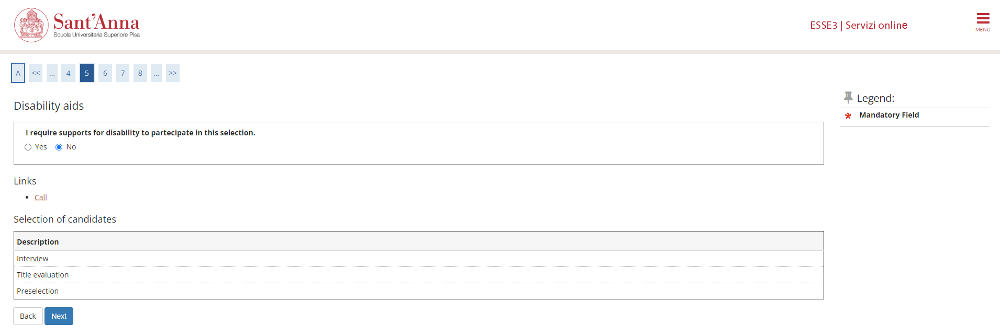 Sant'Anna
Scuola Universitaria Superiore Pisa
ESSE3 | Servizi online
MENU
A << ... 4 5 6 7 8 ... >>
Legend:
Mandatory Field
Disability aids
I require supports for disability to partecipate in this selection.
Yes No
Links
Call
Selection of candidates
Description
Interview
Title evaluation
Preselection
Back Next